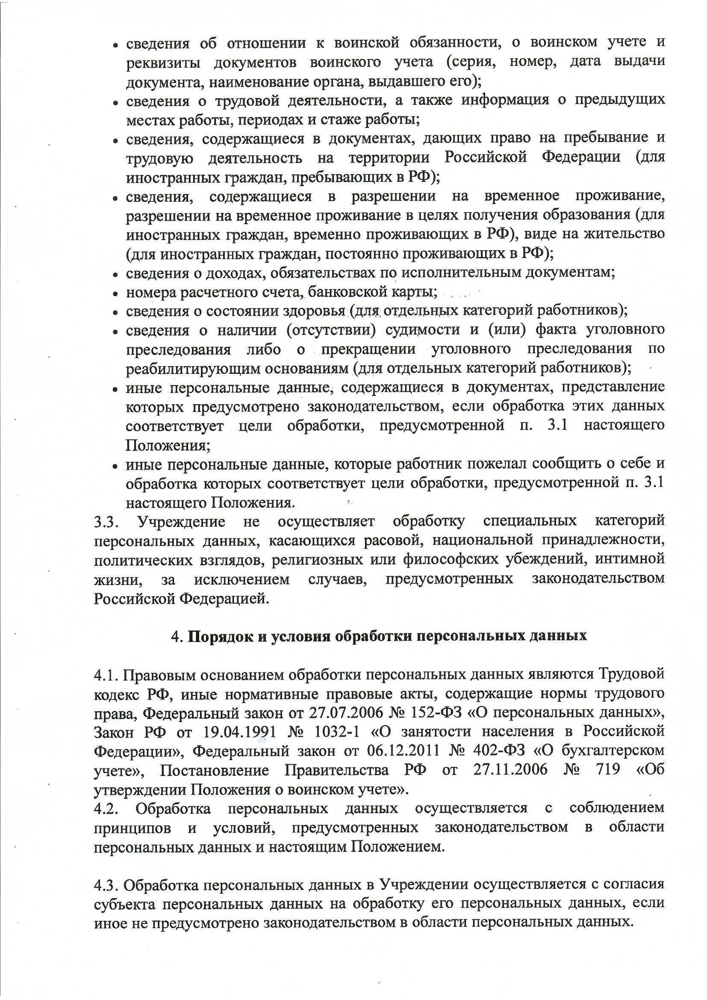 • сведения об отношении к воинской обязанности, о воинском учете и
реквизиты документов воинского учета (серия, номер, дата выдачи
документа, наименование органа, выдавшего его);
• сведения о трудовой деятельности, а также информация о предыдущих
местах работы, периодах и стаже работы;
• сведения, содержащиеся в документах, дающих право на пребывание и
трудовую деятельность на территории Российской Федерации (для
иностранных граждан, пребывающих в РФ);
• сведения, содержащиеся в разрешении на временное проживание,
разрешении на временное проживание в целях получения образования (для
иностранных граждан, временно проживающих в РФ), виде на жительство
(для иностранных граждан, постоянно проживающих в РФ);
• сведения о доходах, обязательствах по исполнительным документам;
• номера расчетного счета, банковской карты;
• сведения о состоянии здоровья (для отдельных категорий работников);
• сведения о наличии (отсутствии) судимости и (или) факта уголовного
преследования либо о прекращении уголовного преследования по
реабилитирующим основаниям (для отдельных категорий работников);
• иные персональные данные, содержащиеся в документах, представление
которых предусмотрено законодательством, если обработка этих данных
соответствует цели обработки, предусмотренной п. 3.1 настоящего
Положения;
• иные персональные данные, которые работник пожелал сообщить о себе и
обработка которых соответствует цели обработки, предусмотренной п. 3.1
настоящего Положения.
3.3. Учреждение не осуществляет обработку специальных категорий
персональных данных, касающихся расовой, национальной принадлежности,
политических взглядов, религиозных или философских убеждений, интимной
жизни, за исключением случаев, предусмотренных законодательством
Российской Федерацией.
4. Порядок и условия обработки персональных данных
4.1. Правовым основанием обработки персональных данных являются Трудовой
кодекс РФ, иные нормативные правовые акты, содержащие нормы трудового
права, Федеральный закон от 27.07.2006 № 152-ФЗ «О персональных данных»,
Закон РФ от 19.04.1991 № 1032-1 «О занятости населения в Российской
Федерации», Федеральный закон от 06.12.2011 № 402-ФЗ «О бухгалтерском
учете», Постановление Правительства РФ от 27.11.2006 № 719 «Об
утверждении Положения о воинском учете».
4.2. Обработка персональных данных осуществляется с соблюдением
принципов и условий, предусмотренных законодательством в области
персональных данных и настоящим Положением.
4.3. Обработка персональных данных в Учреждении осуществляется с согласия
субъекта персональных данных на обработку его персональных данных, если
иное не предусмотрено законодательством в области персональных данных.